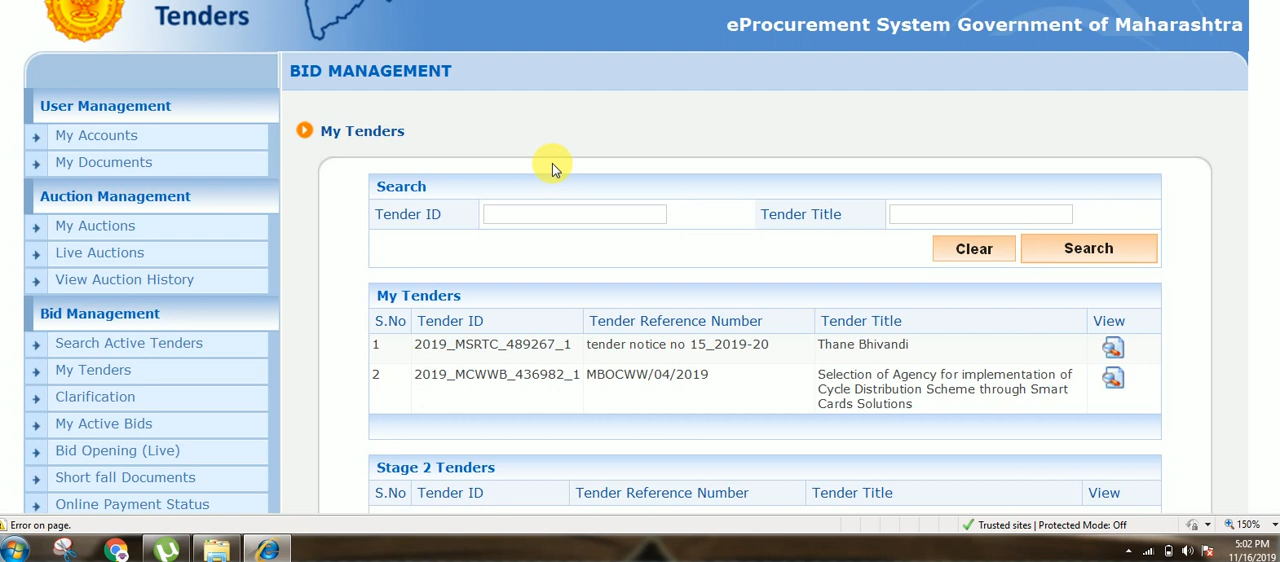 Tenders
eProcurement System Government of Maharashtra
BID MANAGEMENT
User Management
My Accounts
My Documents
Auction Management
My Auctions
Live Auctions
View Auction History
Bid Management
Search Active Tenders
My Tenders
Clarification
My Active Bids
Bid Opening (Live)
Short fall Documents
Online Payment Status
My Tenders
Search
Tender ID Tender Title
Clear Search
My Tenders
S.No Tender ID Tender Reference Number Tender Title View
1 2019_MSRTC_489267_1 tender notice no 15_2019-20 Thane Bhivandi
2 2019_MCWWB_436982_1 MBOCWW/04/2019 Selection of Agency for implementation of
Cycle Distribution Scheme through Smart
Cards Solutions
Stage 2 Tenders
S.No Tender ID Tender Reference Number Tender Title View
Error on page. Trusted sites | Protected Mode: Off 150%
5:02 PM
11/16/2019